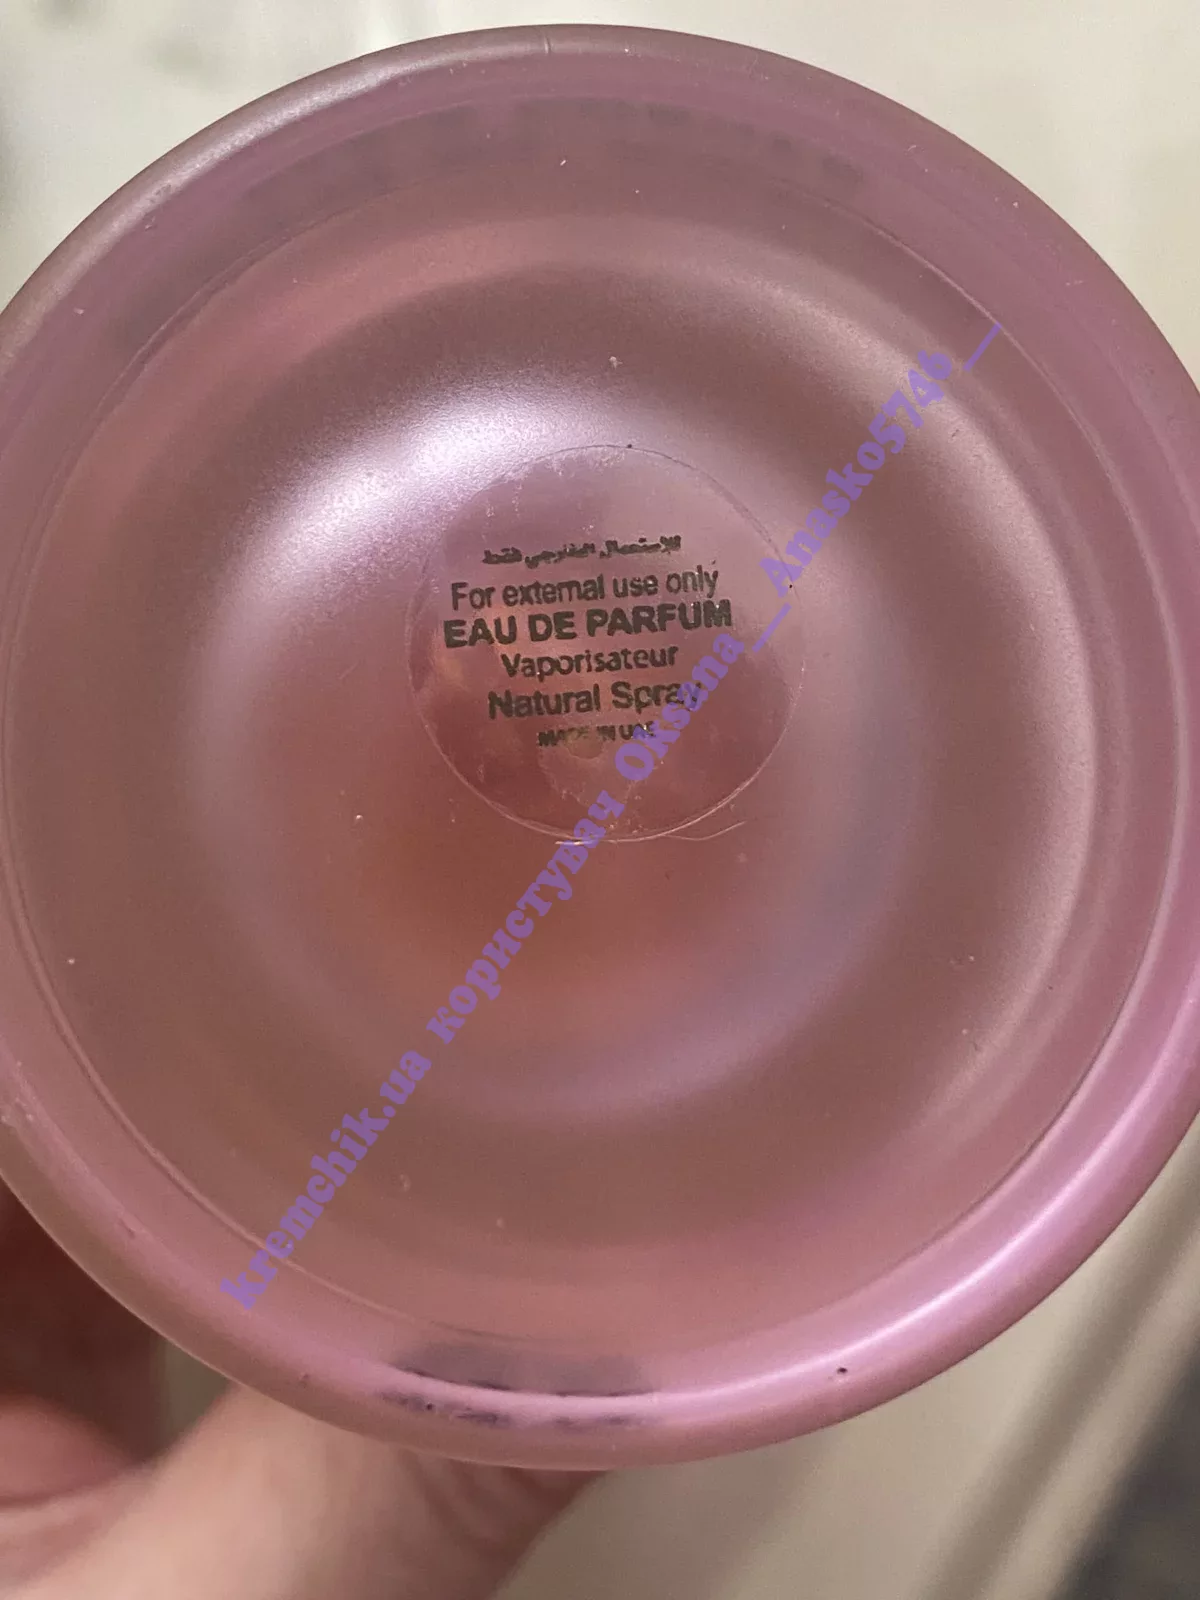 للاستعمال الخارجي فقط
For external use only
EAU DE PARFUM
Vaporisateur
Natural Spray
MADE IN UAE
kremchik.ua користувач Oksana__Anasko5746__